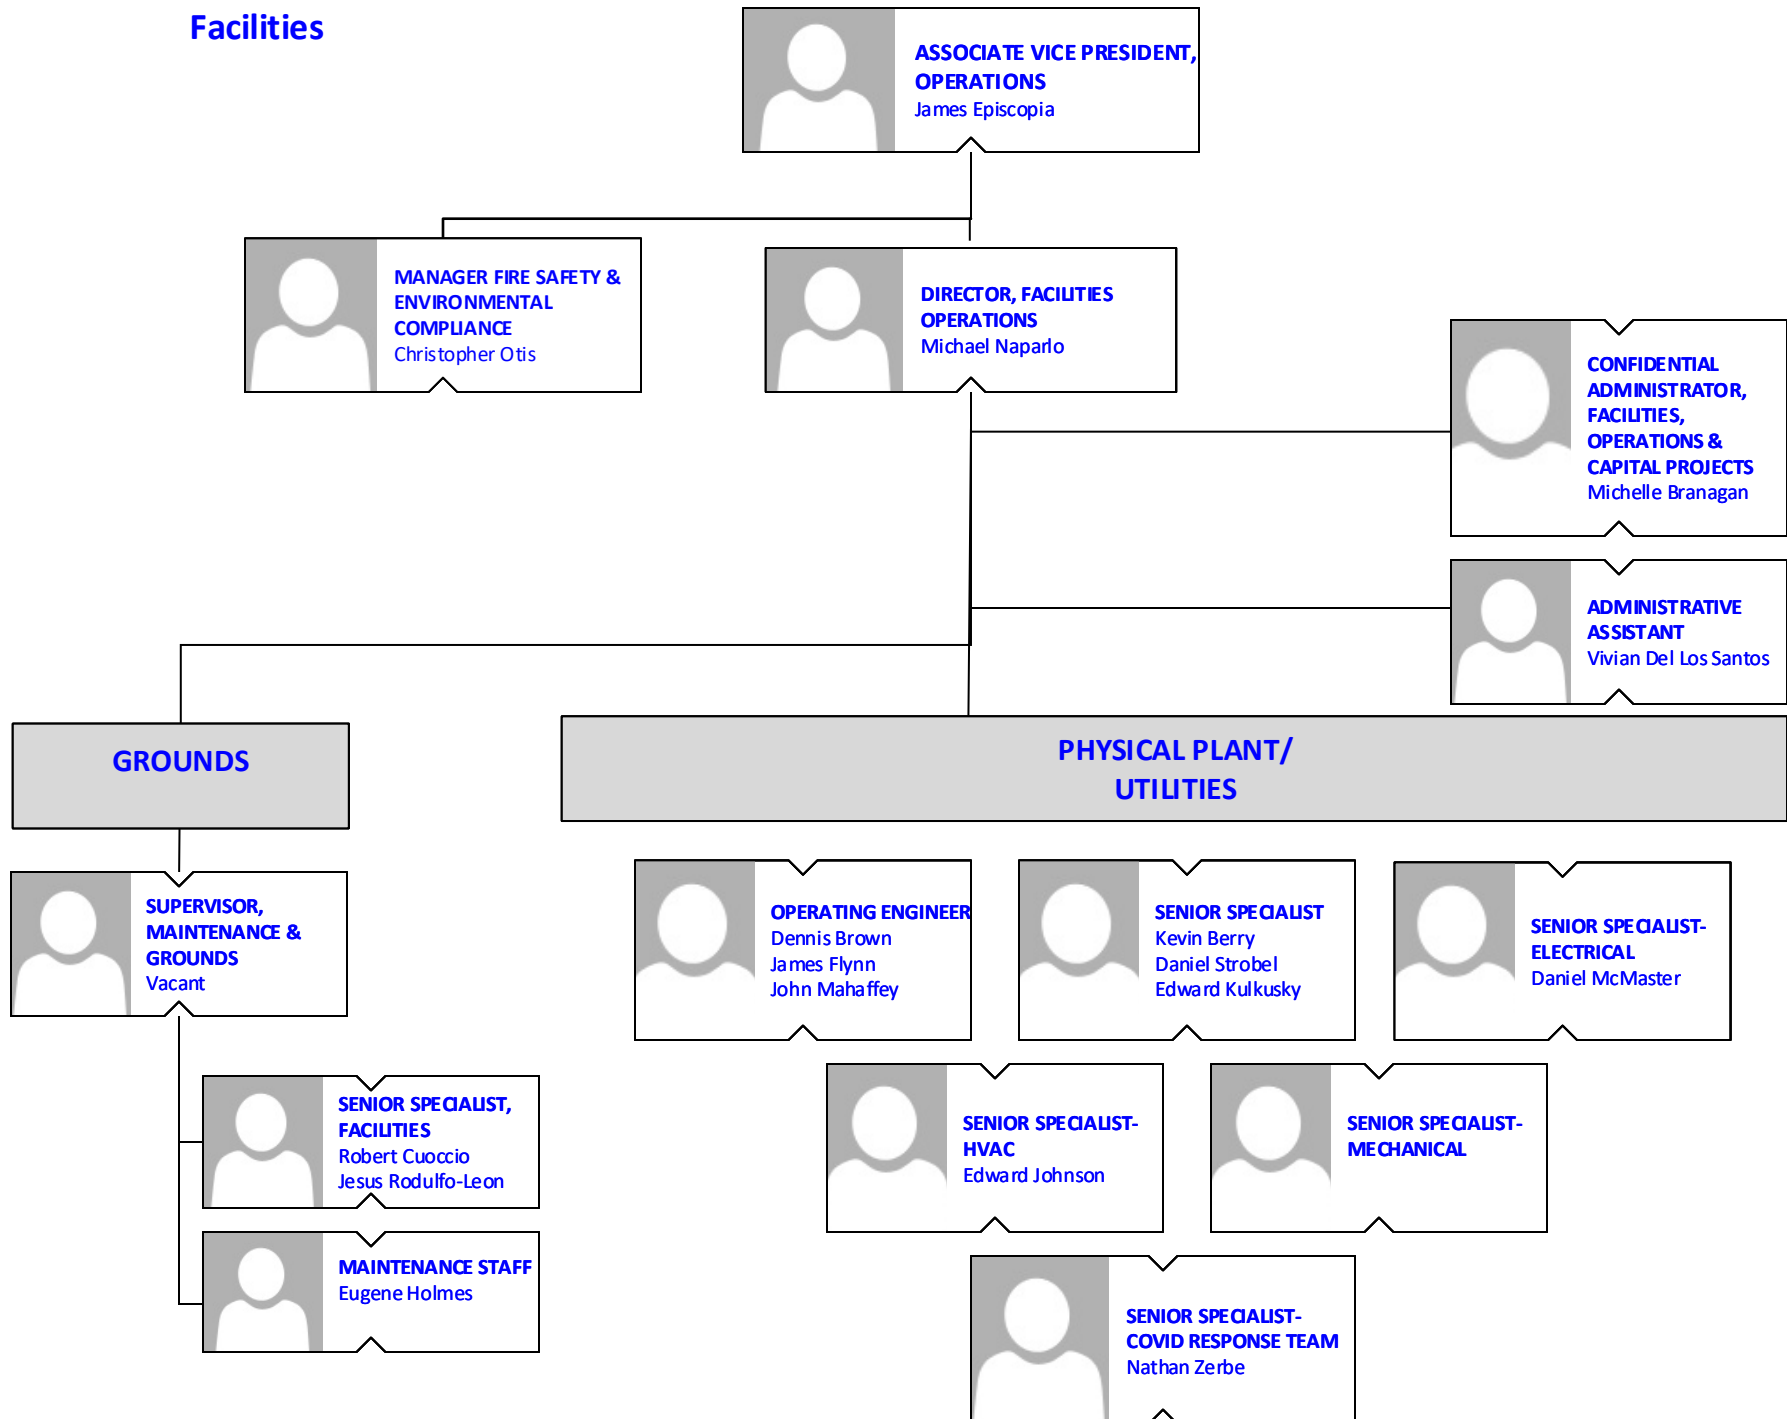 Facilities
ASSOCIATE VICE PRESIDENT,
OPERATIONS
James Episcopia
MANAGER FIRE SAFETY &
ENVIRONMENTAL
COMPLIANCE
Christopher Otis
DIRECTOR, FACILITIES
OPERATIONS
Michael Naparlo
CONFIDENTIAL
ADMINISTRATOR,
FACILITIES,
OPERATIONS &
CAPITAL PROJECTS
Michelle Branagan
ADMINISTRATIVE
ASSISTANT
Vivian Del Los Santos
GROUNDS
PHYSICAL PLANT/
UTILITIES
SUPERVISOR,
MAINTENANCE &
GROUNDS
Vacant
OPERATING ENGINEER
Dennis Brown
James Flynn
John Mahaffey
SENIOR SPECIALIST
Kevin Berry
Daniel Strobel
Edward Kulkusky
SENIOR SPECIALIST-
ELECTRICAL
Daniel McMaster
SENIOR SPECIALIST,
FACILITIES
Robert Cuoccio
Jesus Rodulfo-Leon
SENIOR SPECIALIST-
HVAC
Edward Johnson
SENIOR SPECIALIST-
MECHANICAL
MAINTENANCE STAFF
Eugene Holmes
SENIOR SPECIALIST-
COVID RESPONSE TEAM
Nathan Zerbe